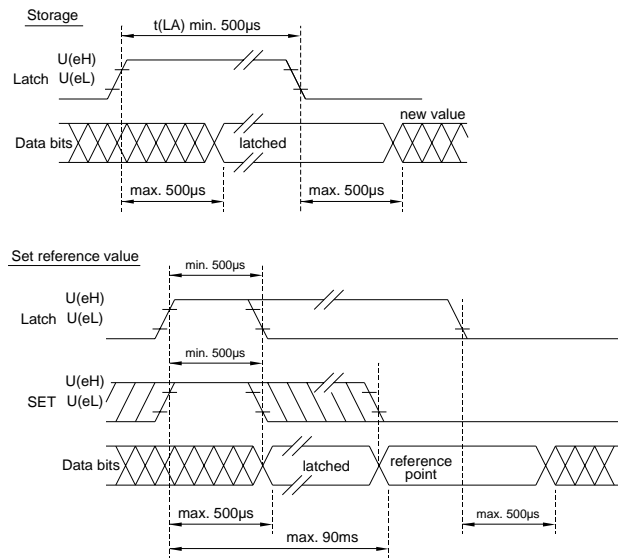 Storage
t(LA) min. 500µs
U(eH)
Latch U(eL)
new value
Data bits
latched
max. 500µs
max. 500µs
Set reference value
min. 500µs
U(eH)
Latch U(eL)
min. 500µs
U(eH)
SET U(eL)
Data bits
latched
reference
point
max. 500µs
max. 500µs
max. 90ms